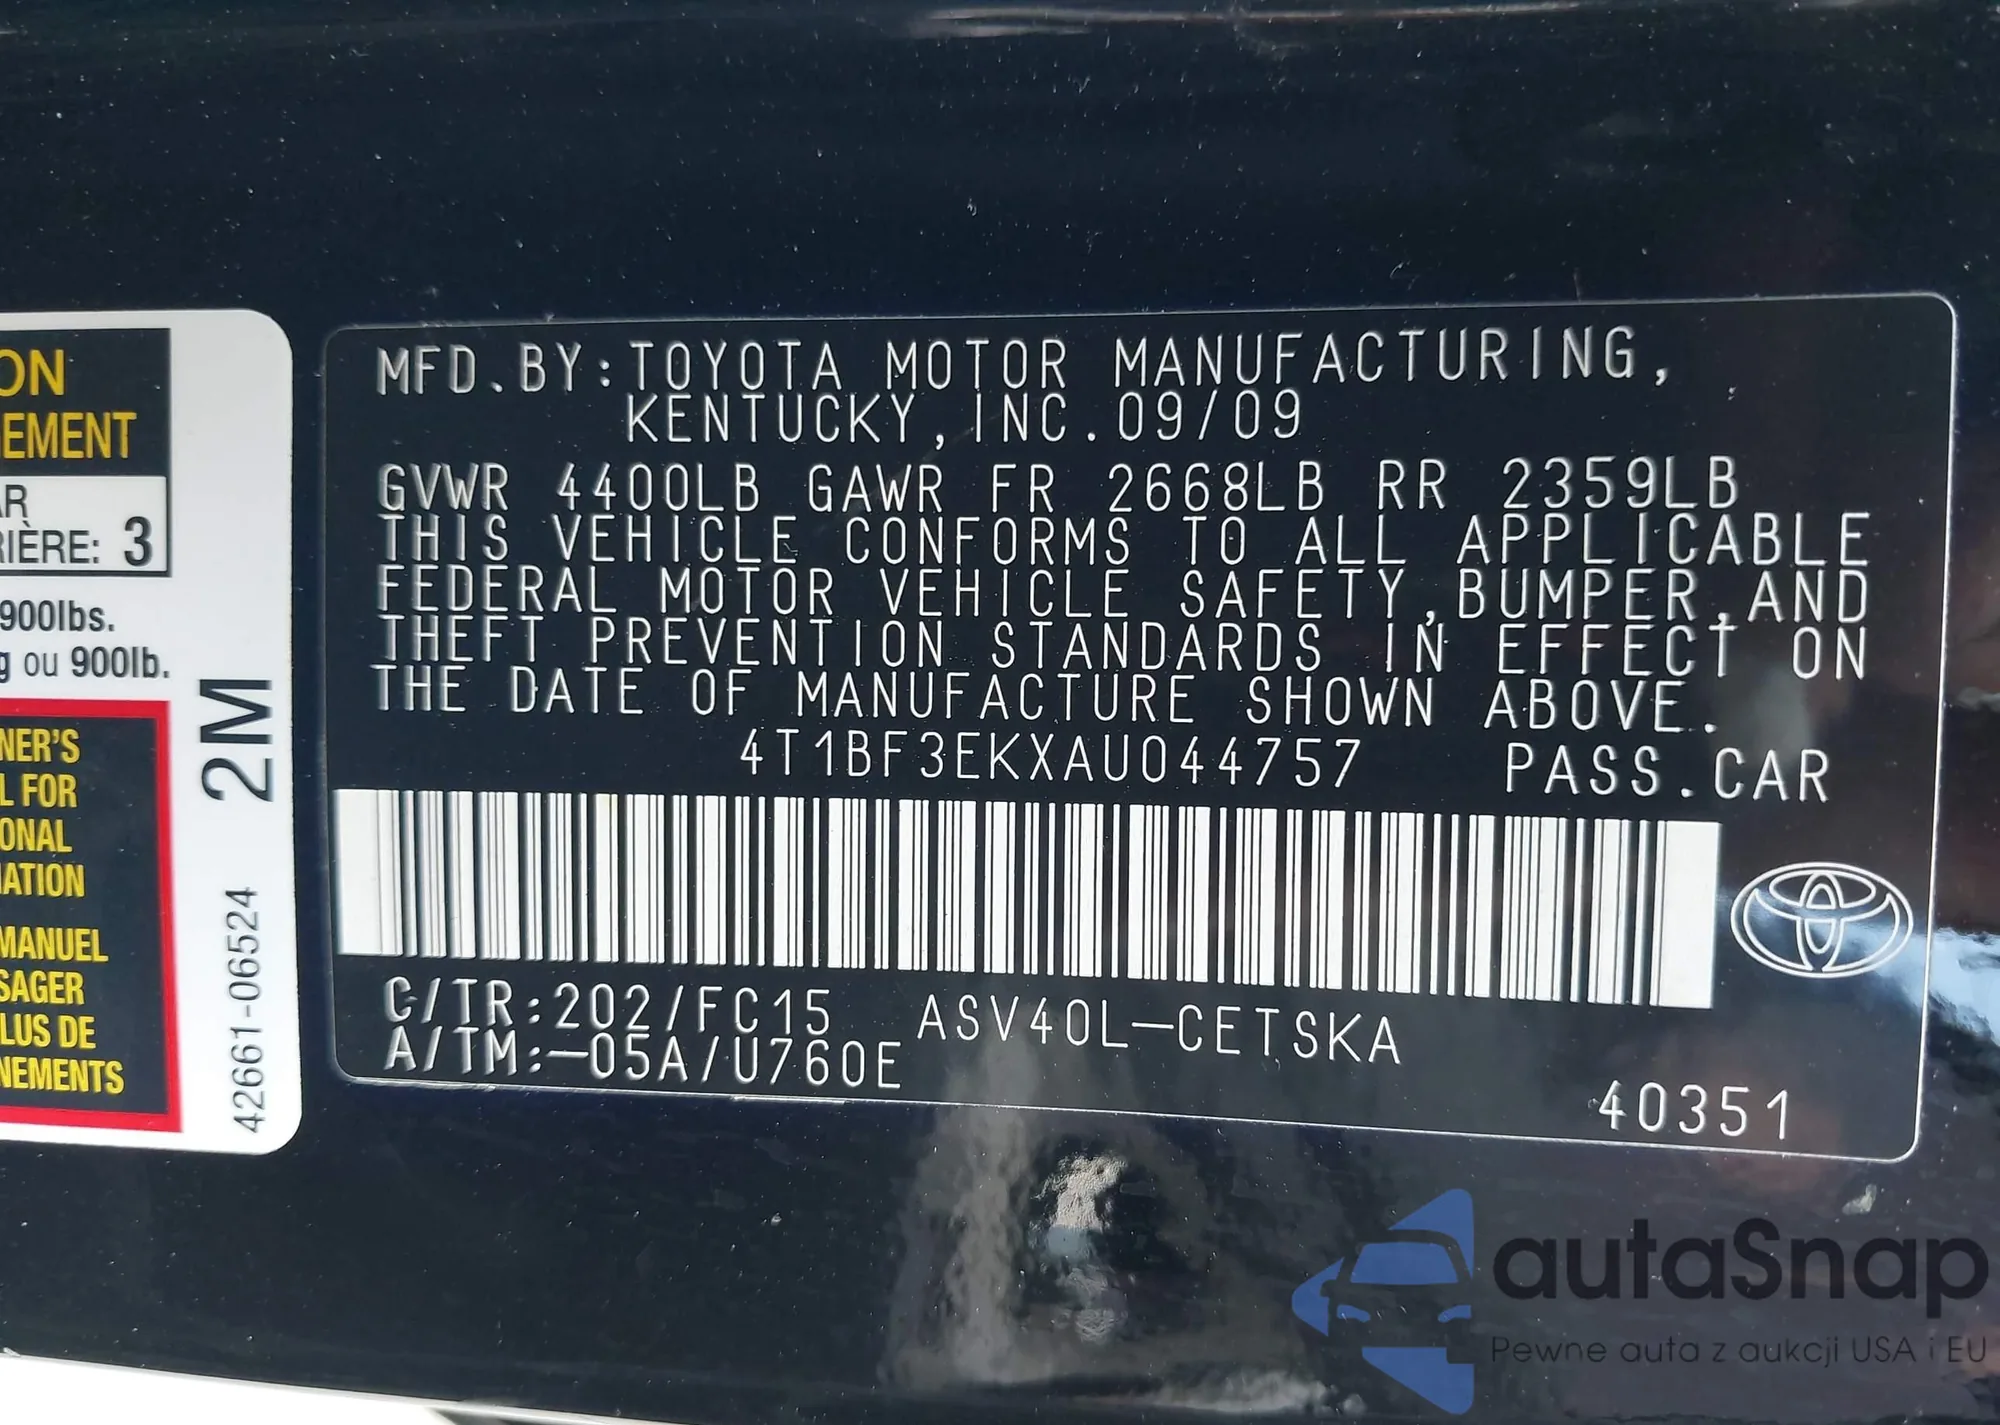 ON
EMENT
AR
RIÈRE: 3
900lbs.
g ou 900lb.
NER'S
L FOR
ONAL
IATION
MANUEL
SAGER
LUS DE
NEMENTS
2M
42661-06524
MFD.BY:TOYOTA MOTOR MANUFACTURING,
KENTUCKY,INC.09/09
GVWR 4400LB GAWR FR 2668LB RR 2359LB
THIS VEHICLE CONFORMS TO ALL APPLICABLE
FEDERAL MOTOR VEHICLE SAFETY,BUMPER,AND
THEFT PREVENTION STANDARDS IN EFFECT ON
THE DATE OF MANUFACTURE SHOWN ABOVE.
4T1BF3EKXAU044757 PASS.CAR
C/TR:202/FC15 ASV40L-CETSKA
A/TM:-05A/U760E
40351
autaSnap
Pewne auta z aukcji USA i EU